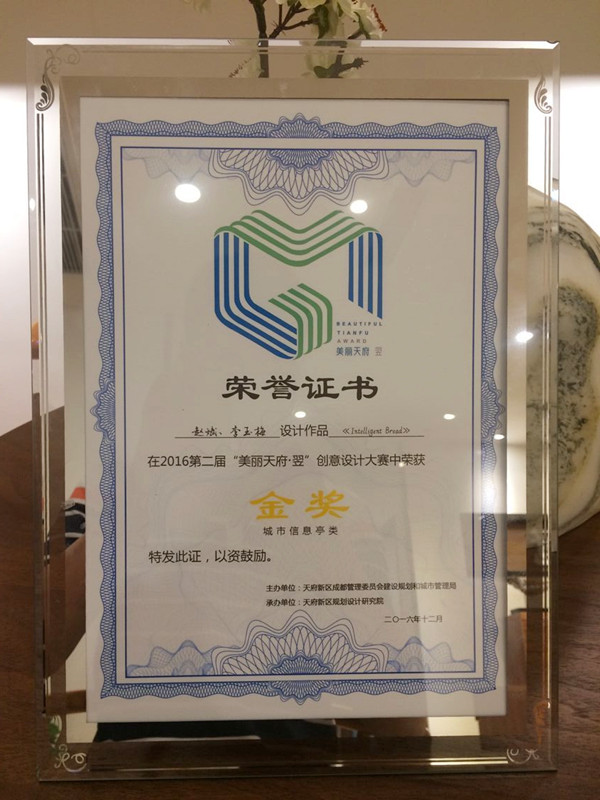 BEAUTIFUL
TIANFU
AWARD
美丽天府 翌
荣誉证书
赵斌、李玉梅 设计作品 《Intelligent Bread》
在2016第二届“美丽天府·翌”创意设计大赛中荣获
金奖
城市信息亭类
特发此证，以资鼓励。
主办单位：天府新区成都管理委员会建设规划和城市管理局
承办单位：天府新区规划设计研究院
二〇一六年十二月